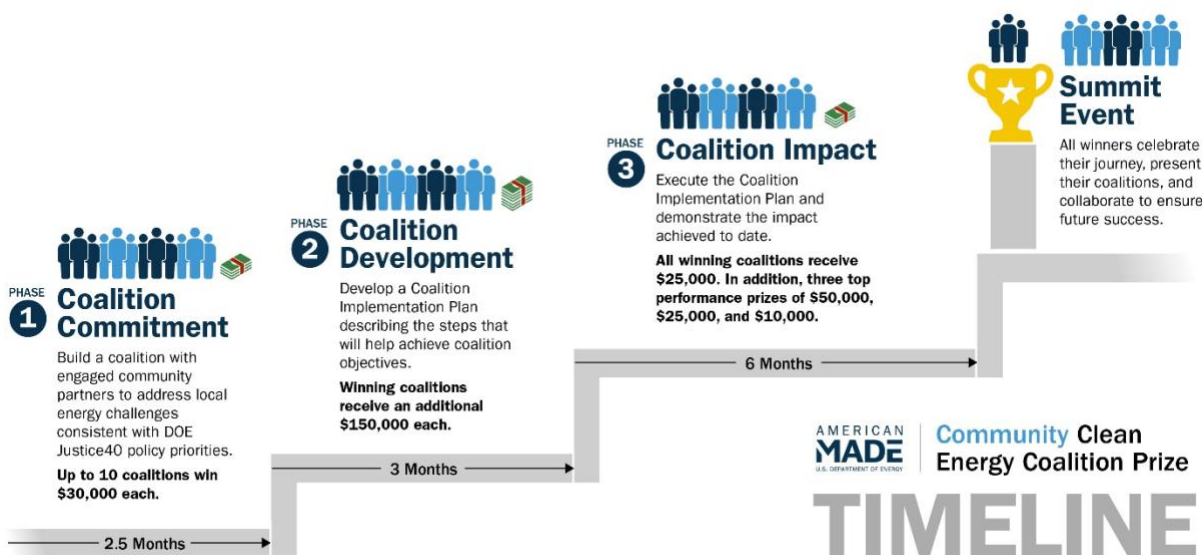 PHASE
1
Coalition
Commitment
Build a coalition with
engaged community
partners to address local
energy challenges
consistent with DOE
Justice40 policy priorities.
Up to 10 coalitions win
$30,000 each.
2.5 Months
PHASE
2
Coalition
Development
Develop a Coalition
Implementation Plan
describing the steps that
will help achieve coalition
objectives.
Winning coalitions
receive an additional
$150,000 each.
3 Months
PHASE
3
Coalition Impact
Execute the Coalition
Implementation Plan and
demonstrate the impact
achieved to date.
All winning coalitions receive
$25,000. In addition, three top
performance prizes of $50,000,
$25,000, and $10,000.
6 Months
Summit
Event
All winners celebrate
their journey, present
their coalitions, and
collaborate to ensure
future success.
AMERICAN
MADE
U.S. DEPARTMENT OF ENERGY
Community Clean
Energy Coalition Prize
TIMELINE